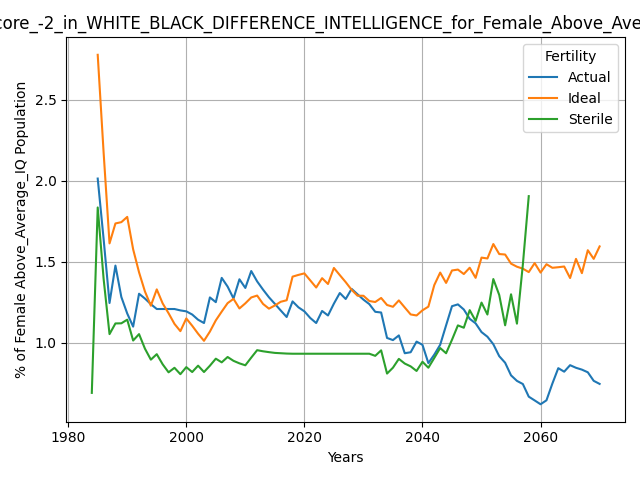 core_-2_in_WHITE_BLACK_DIFFERENCE_INTELLIGENCE_for_Female_Above_Ave
Fertility
Actual
Ideal
Sterile
% of Female Above_Average_IQ Population
2.5
2.0
1.5
1.0
1980
2000
2020
2040
2060
Years